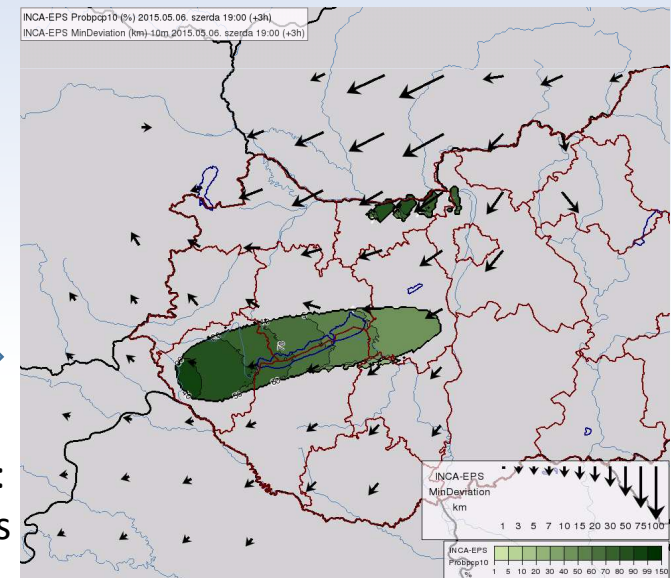 INCA-EPS Probpcp10 (%) 2015.05.06. szerda 19:00 (+3h)
INCA-EPS MinDeviation (km) 10m 2015.05.06. szerda 19:00 (+3h)
:
s
INCA-EPS
MinDeviation
km
1 3 5 7 10 15 20 30 50 75 100
INCA-EPS
Probpcp10
1 5 10 20 30 40 50 60 70 80 90 99 150